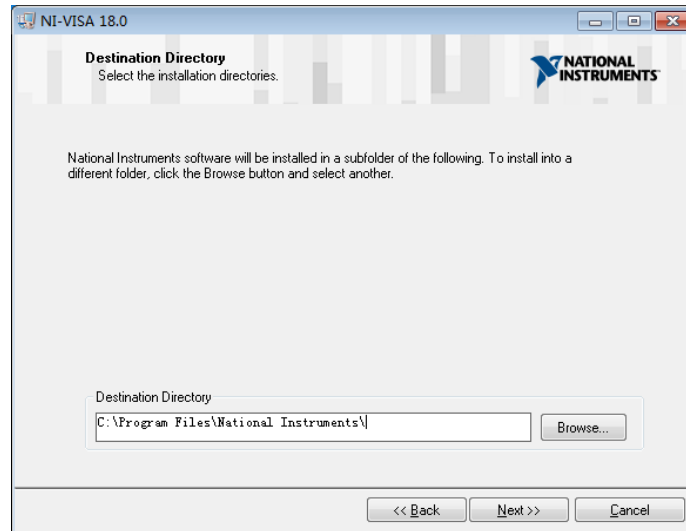 NI-VISA 18.0
Destination Directory
Select the installation directories.
NATIONAL
INSTRUMENTS
National Instruments software will be installed in a subfolder of the following. To install into a
different folder, click the Browse button and select another.
Destination Directory
C:\Program Files\National Instruments\
Browse...
<< Back
Next >>
Cancel